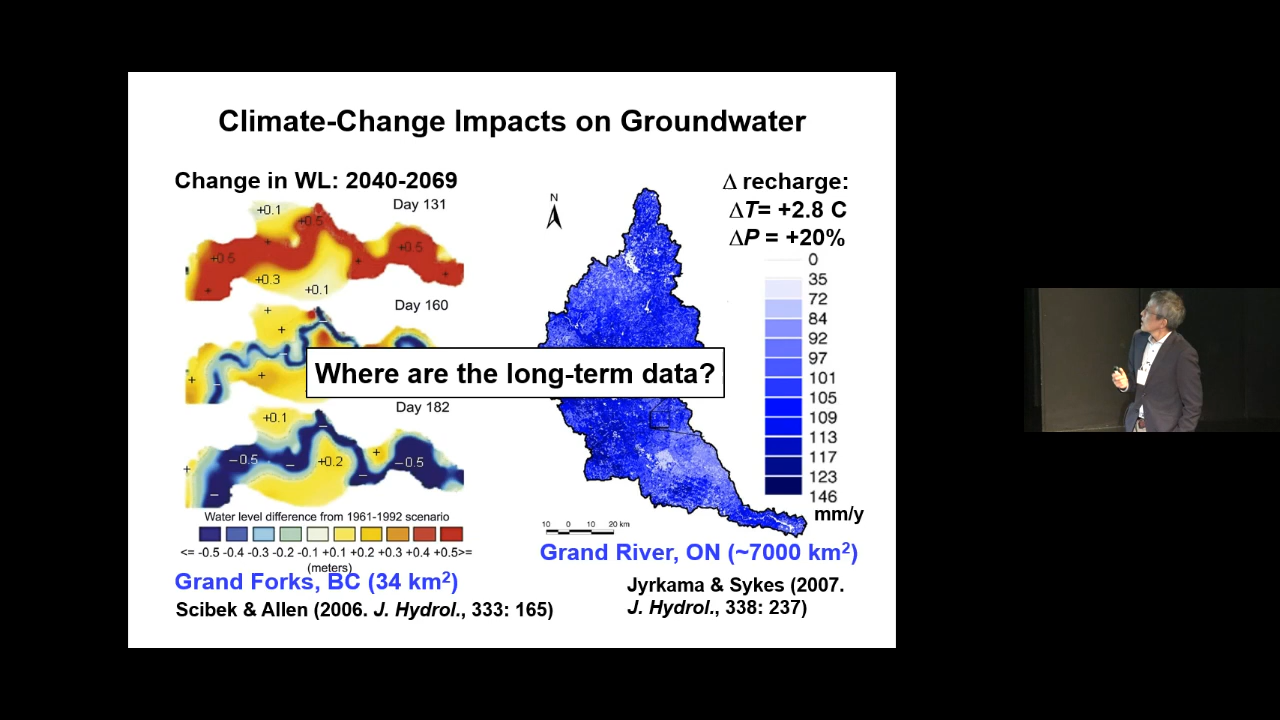 Climate-Change Impacts on Groundwater
Change in WL: 2040-2069
Day 131
+0.1
+0.5
+0.5
+0.5
+
+
+0.3
+
+
+0.1
Day 160
+
+
+
+
Where are the long-term data?
Day 182
+0.1
-0.5
+0.2
+
-0.5
+
Water level difference from 1961-1992 scenario
<= -0.5 -0.4 -0.3 -0.2 -0.1 +0.1 +0.2 +0.3 +0.4 +0.5>=
(meters)
Grand Forks, BC (34 km²)
Scibek & Allen (2006. J. Hydrol., 333: 165)
N
Δ recharge:
ΔT= +2.8 C
ΔP = +20%
0
35
72
84
92
97
101
105
109
113
117
123
146
mm/y
10 0 10 20 km
Grand River, ON (~7000 km²)
Jyrkama & Sykes (2007.
J. Hydrol., 338: 237)